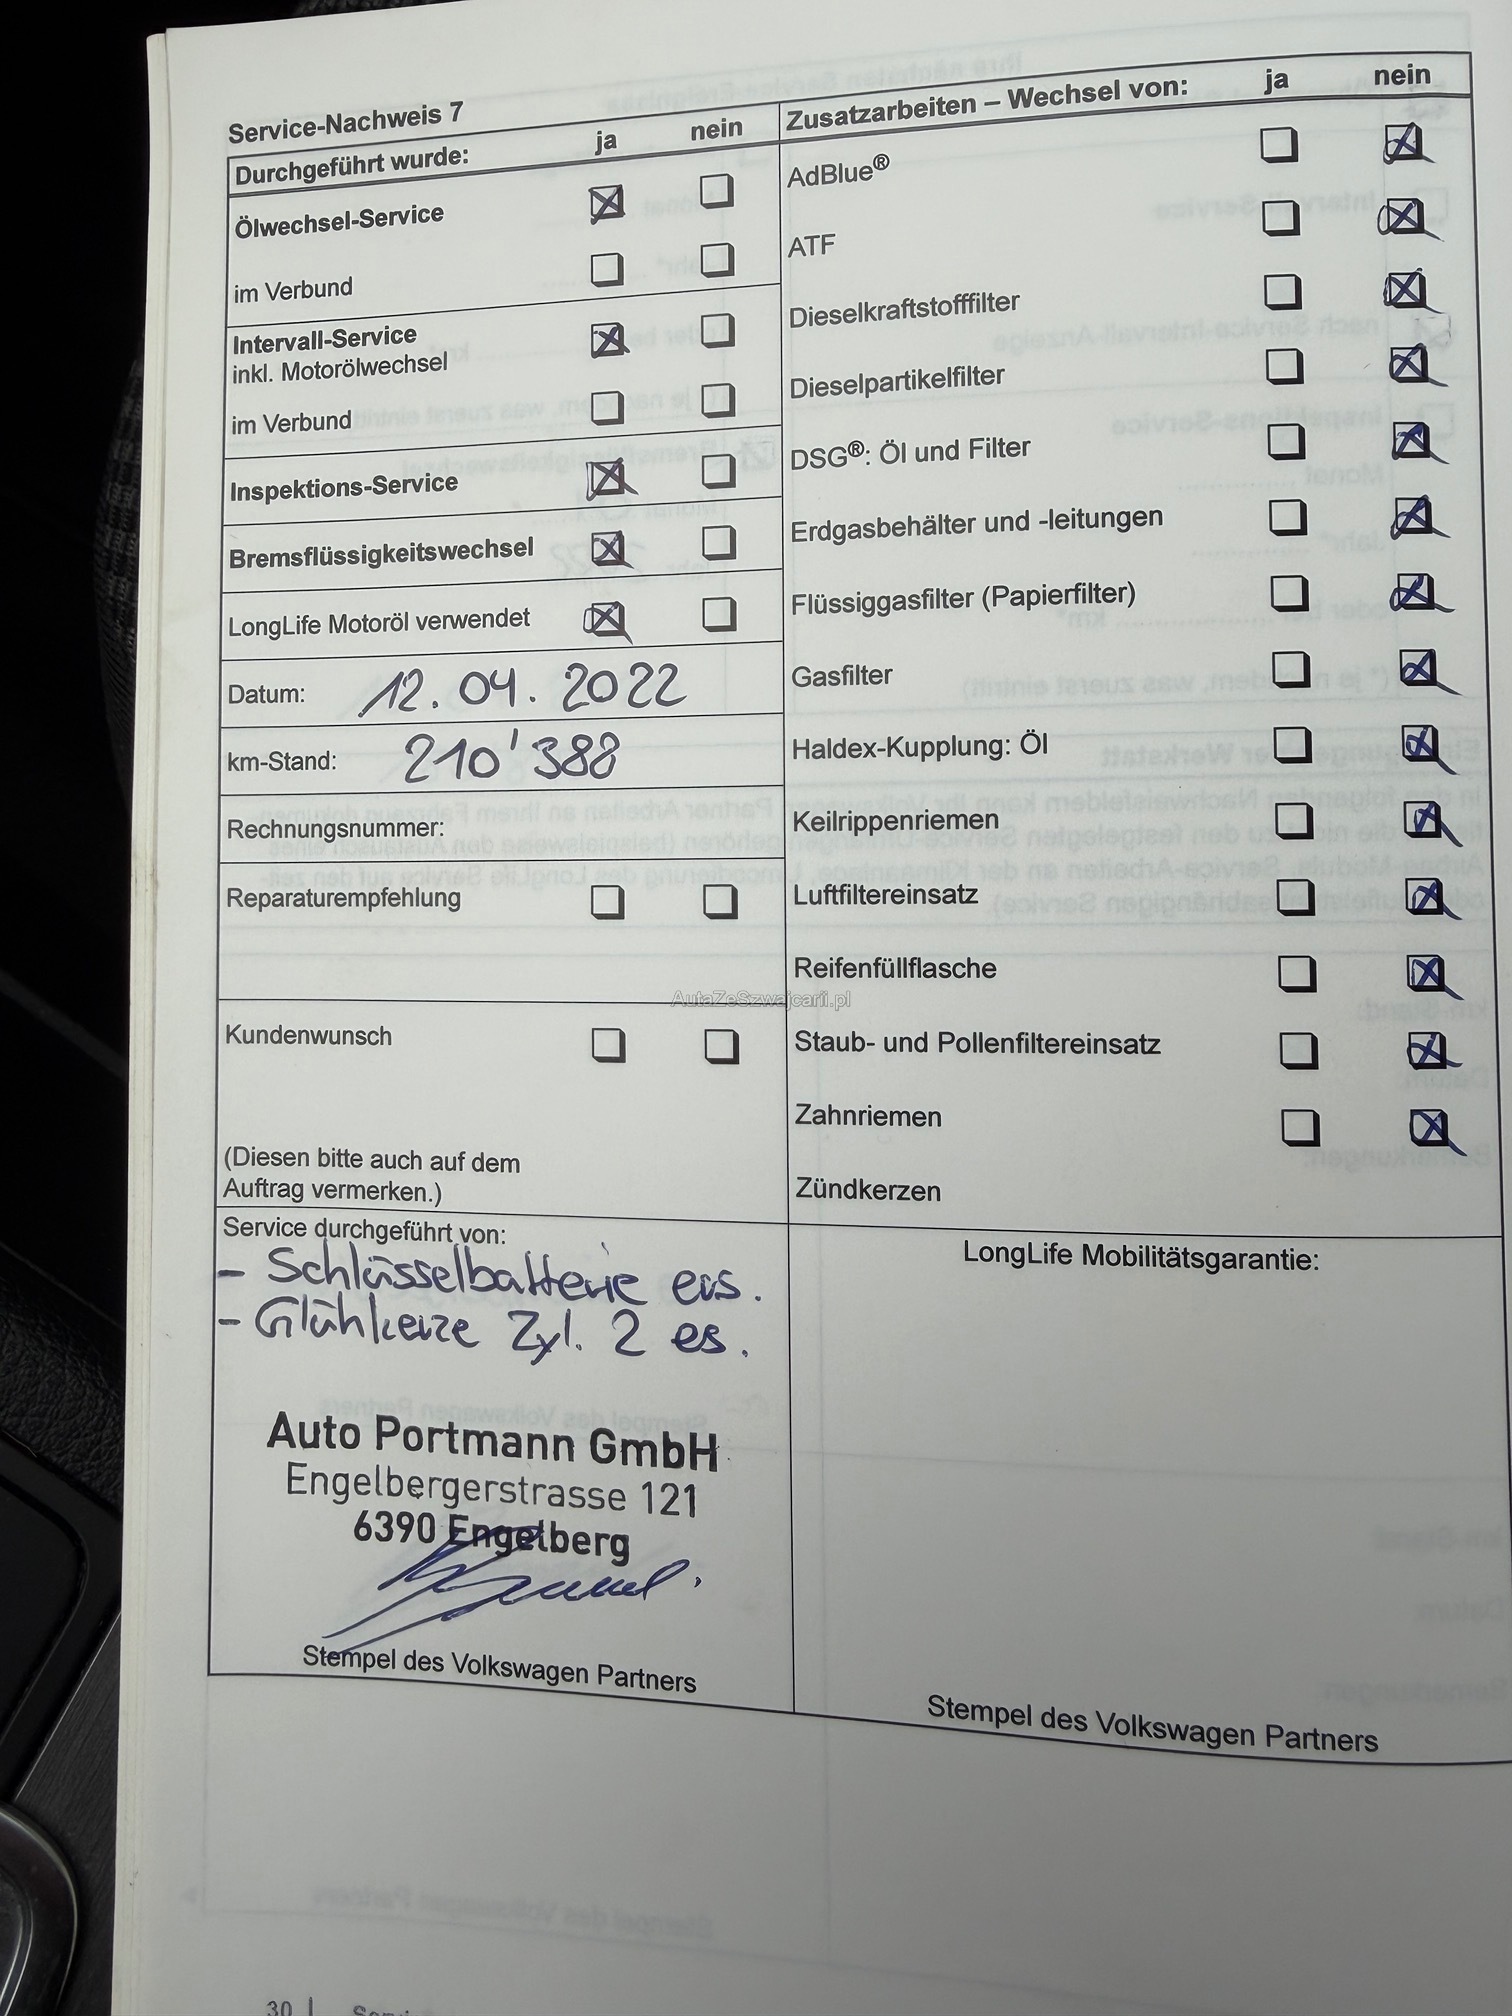 Service-Nachweis 7
Durchgeführt wurde: ja nein
Ölwechsel-Service
im Verbund
Intervall-Service
inkl. Motorölwechsel
im Verbund
Inspektions-Service
Bremsflüssigkeitswechsel
LongLife Motoröl verwendet
Datum: 12.04.2022
km-Stand: 210'388
Rechnungsnummer:
Reparaturempfehlung
Kundenwunsch
(Diesen bitte auch auf dem
Auftrag vermerken.)
Service durchgeführt von:
- Schlüsselbatterie ers.
- Glühkerze Zyl. 2 es.
Auto Portmann GmbH
Engelbergerstrasse 121
6390 Engelberg
Stempel des Volkswagen Partners
Zusatzarbeiten – Wechsel von: ja nein
AdBlue®
ATF
Dieselkraftstofffilter
Dieselpartikelfilter
DSG®: Öl und Filter
Erdgasbehälter und -leitungen
Flüssiggasfilter (Papierfilter)
Gasfilter
Haldex-Kupplung: Öl
Keilrippenriemen
Luftfiltereinsatz
Reifenfüllflasche
Staub- und Pollenfiltereinsatz
Zahnriemen
Zündkerzen
LongLife Mobilitätsgarantie:
Stempel des Volkswagen Partners
AutaZeSzwajcarii.pl
30